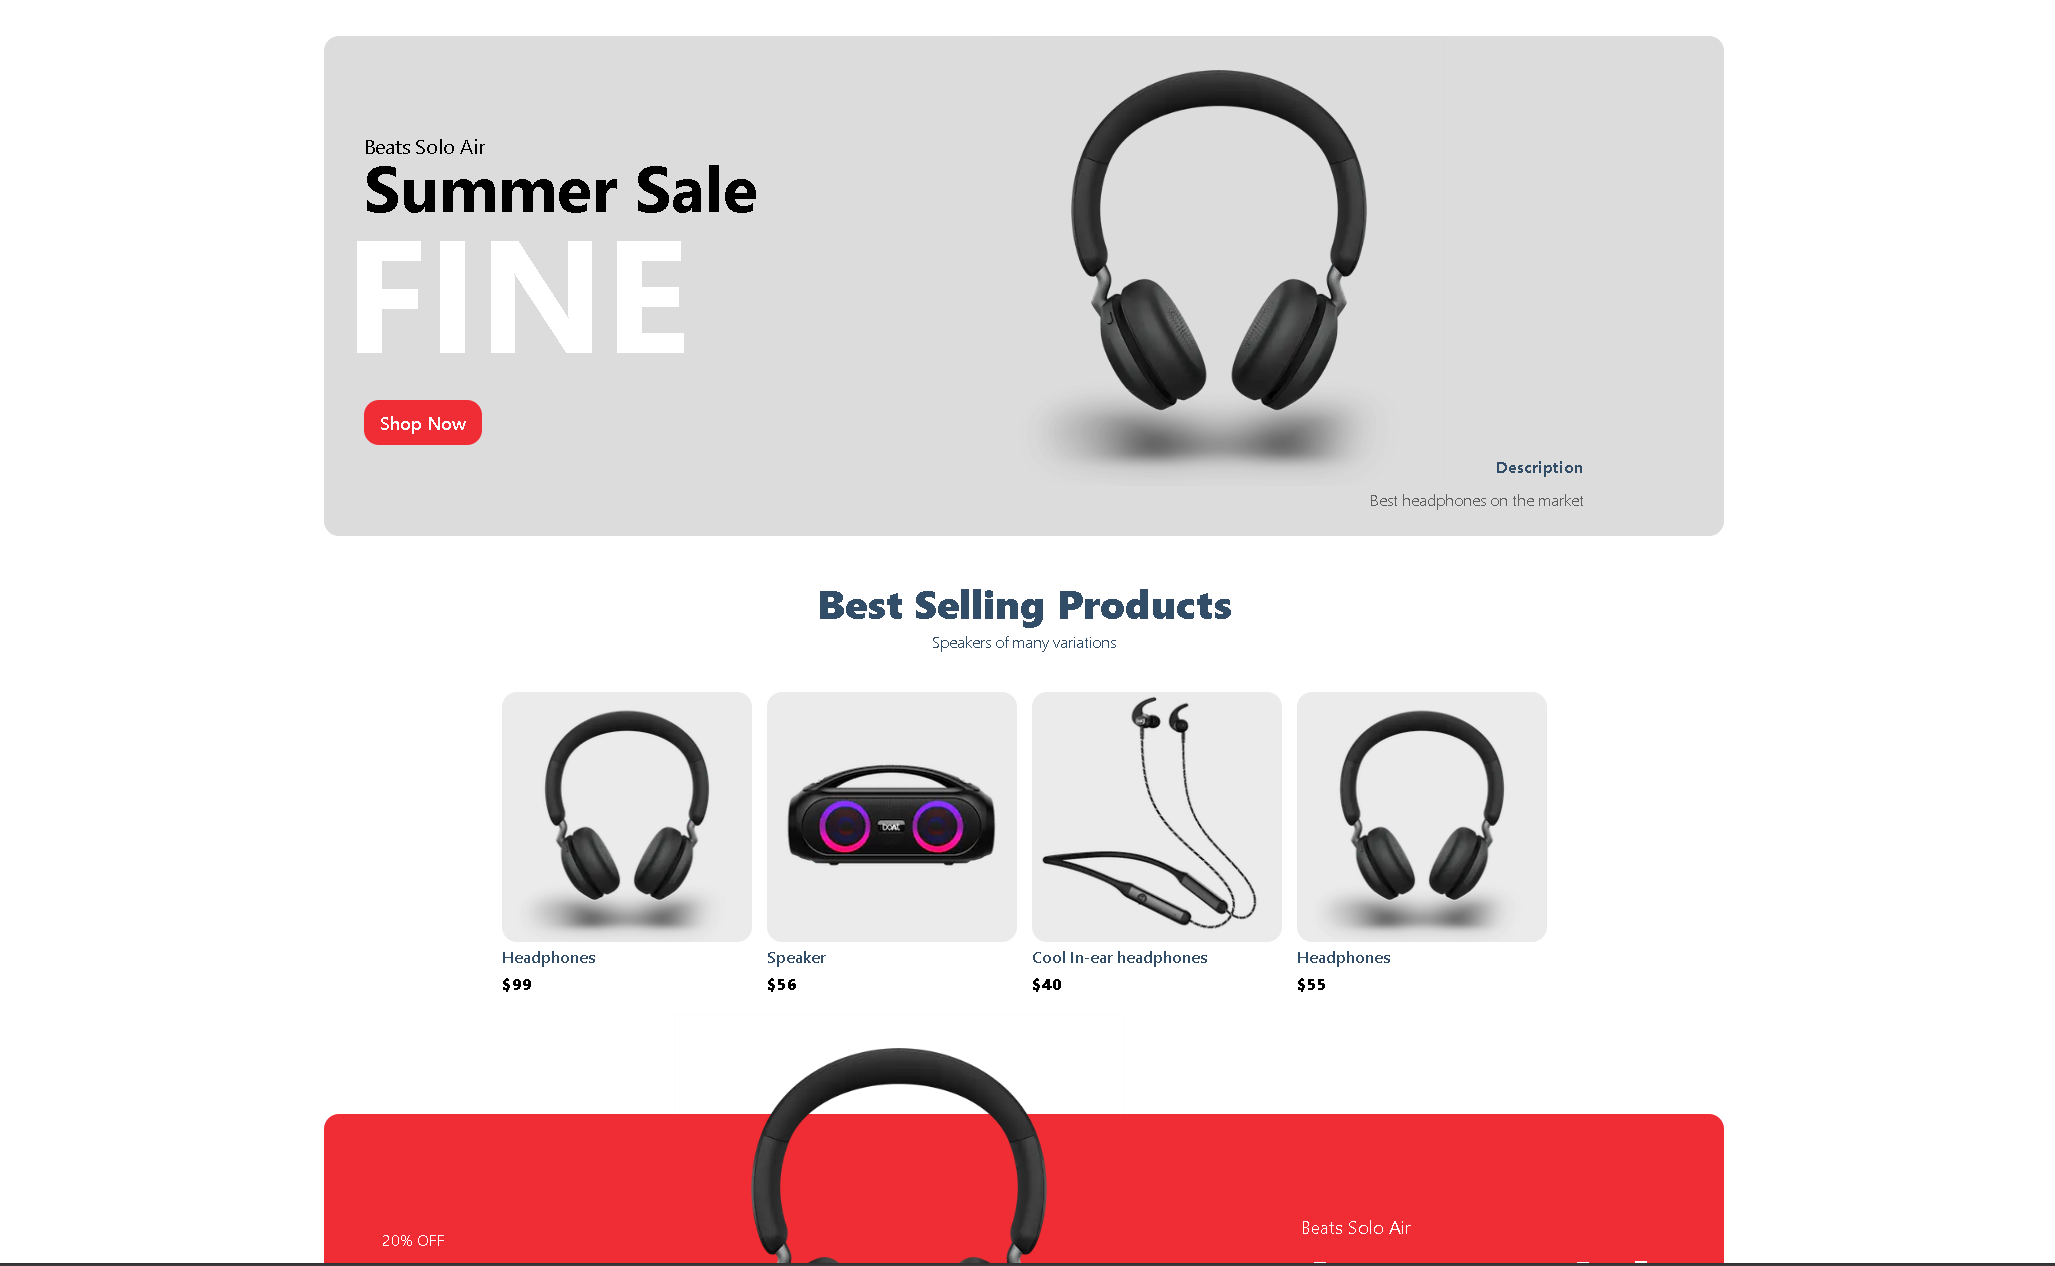 Beats Solo Air
Summer Sale
FINE
Shop Now
Description
Best headphones on the market
Best Selling Products
Speakers of many variations
Headphones
$99
Speaker
$56
Cool In-ear headphones
$40
Headphones
$55
20% OFF
Beats Solo Air